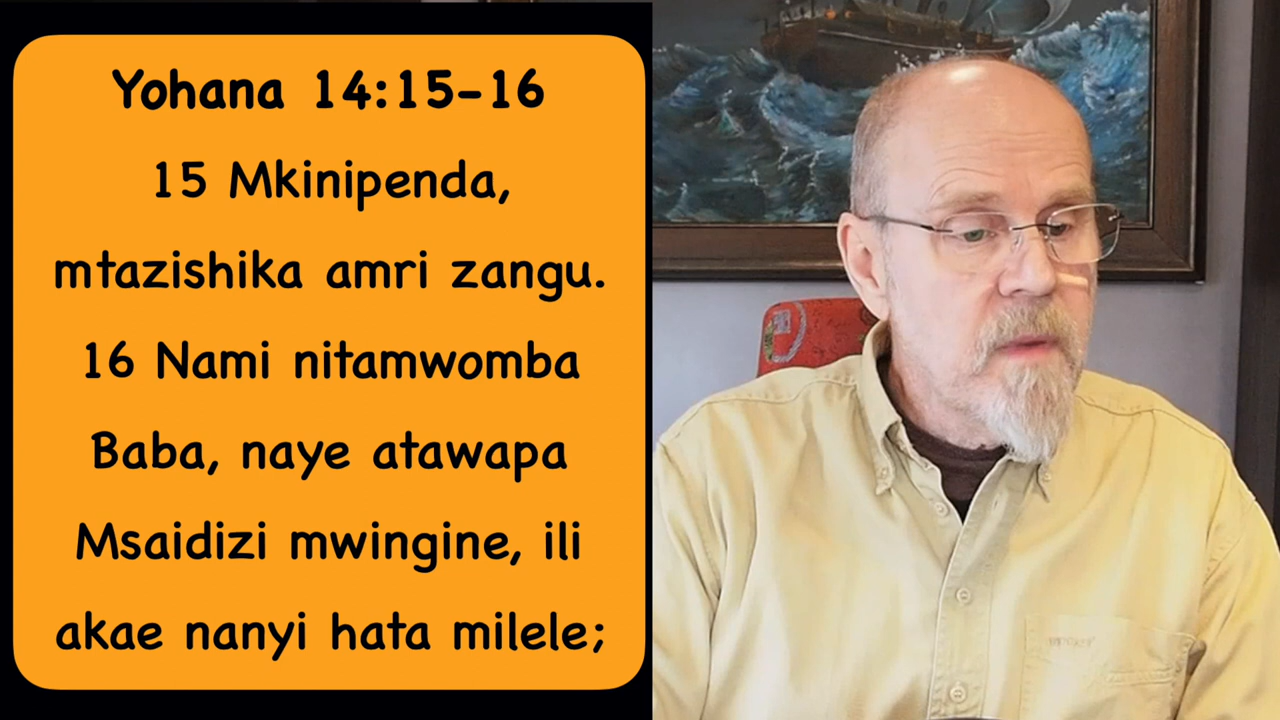 Yohana 14:15-16
15 Mkinipenda,
mtazishika amri zangu.
16 Nami nitamwomba
Baba, naye atawapa
Msaidizi mwingine, ili
akae nanyi hata milele;